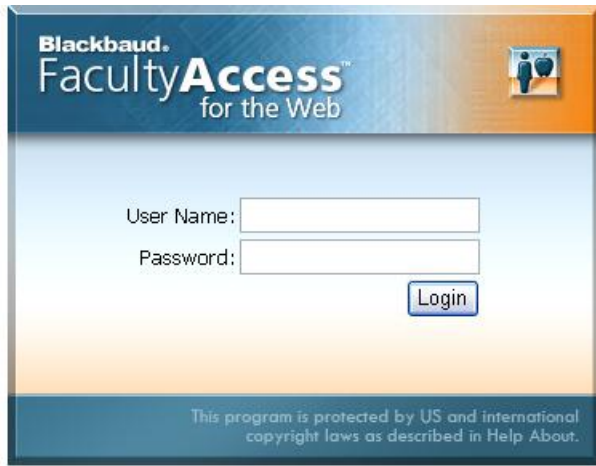 Blackbaud.
FacultyAccess™
for the Web
User Name:
Password:
Login
This program is protected by US and international
copyright laws as described in Help About.